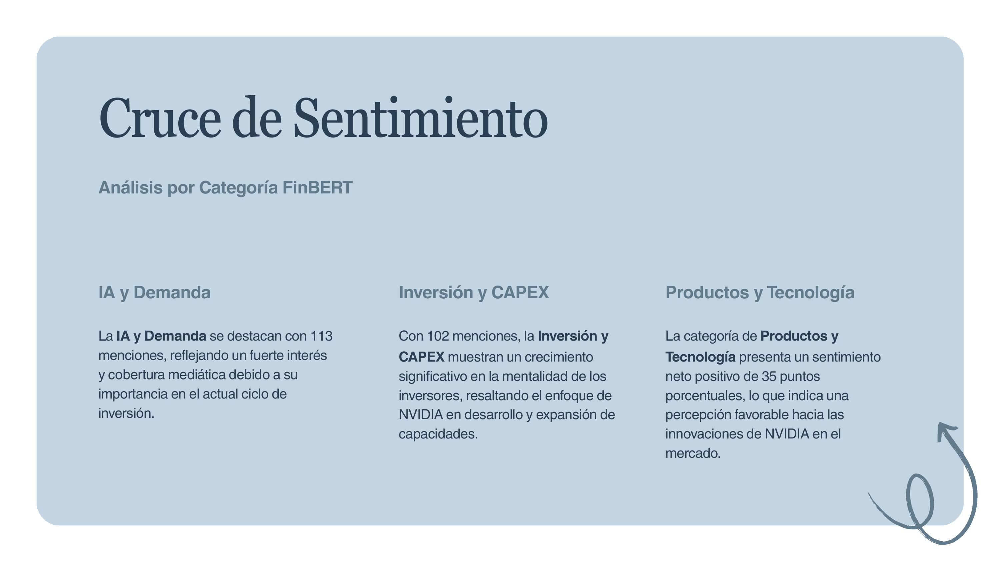 Cruce de Sentimiento
Análisis por Categoría FinBERT
IA y Demanda
La IA y Demanda se destacan con 113
menciones, reflejando un fuerte interés
y cobertura mediática debido a su
importancia en el actual ciclo de
inversión.
Inversión y CAPEX
Con 102 menciones, la Inversión y
CAPEX muestran un crecimiento
significativo en la mentalidad de los
inversores, resaltando el enfoque de
NVIDIA en desarrollo y expansión de
capacidades.
Productos y Tecnología
La categoría de Productos y
Tecnología presenta un sentimiento
neto positivo de 35 puntos
porcentuales, lo que indica una
percepción favorable hacia las
innovaciones de NVIDIA en el
mercado.